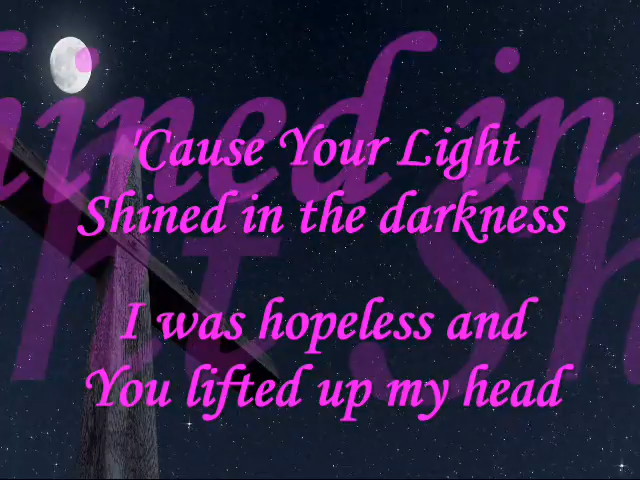 'Cause Your Light
Shined in the darkness
I was hopeless and
You lifted up my head